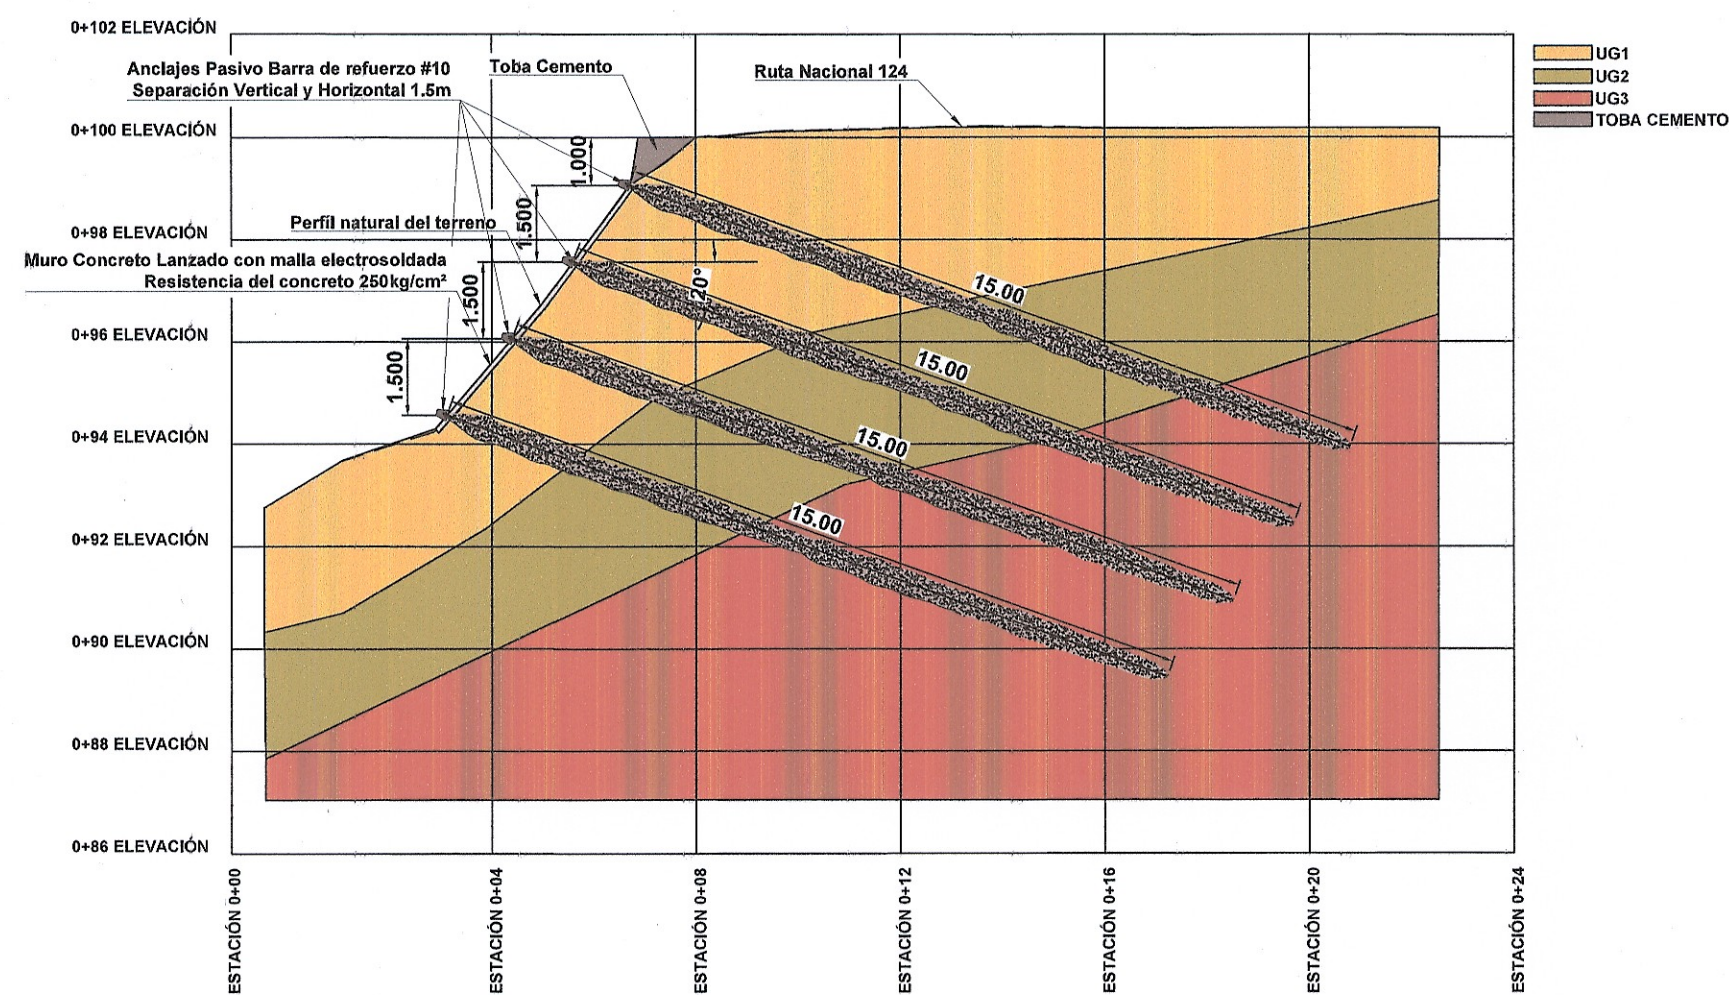 0+102 ELEVACIÓN
Anclajes Pasivo Barra de refuerzo #10
Separación Vertical y Horizontal 1.5m
Toba Cemento
Ruta Nacional 124
UG1
UG2
UG3
TOBA CEMENTO
0+100 ELEVACIÓN
1.000
1.500
Perfil natural del terreno
0+98 ELEVACIÓN
Muro Concreto Lanzado con malla electrosoldada
Resistencia del concreto 250kg/cm²
1.500
20°
15.00
0+96 ELEVACIÓN
1.500
15.00
0+94 ELEVACIÓN
15.00
15.00
0+92 ELEVACIÓN
0+90 ELEVACIÓN
0+88 ELEVACIÓN
0+86 ELEVACIÓN
ESTACIÓN 0+00
ESTACIÓN 0+04
ESTACIÓN 0+08
ESTACIÓN 0+12
ESTACIÓN 0+16
ESTACIÓN 0+20
ESTACIÓN 0+24